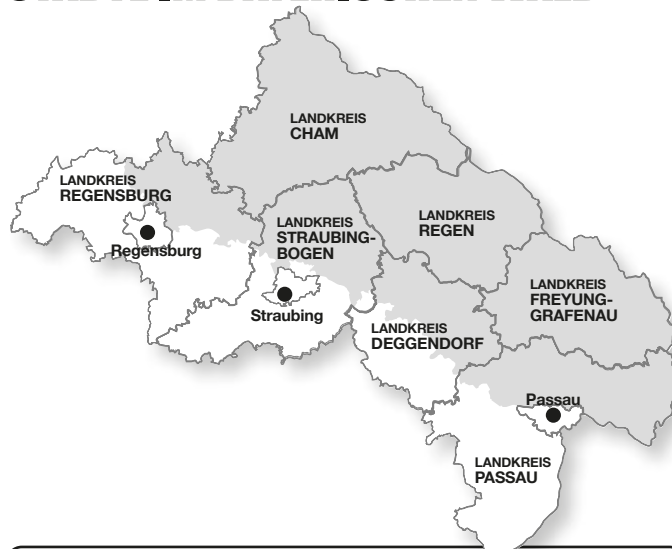 LANDKREIS
CHAM
LANDKREIS
REGENSBURG
Regensburg
LANDKREIS
STRAUBING-
BOGEN
LANDKREIS
REGEN
Straubing
LANDKREIS
FREYUNG-
GRAFENAU
LANDKREIS
DEGGENDORF
Passau
LANDKREIS
PASSAU